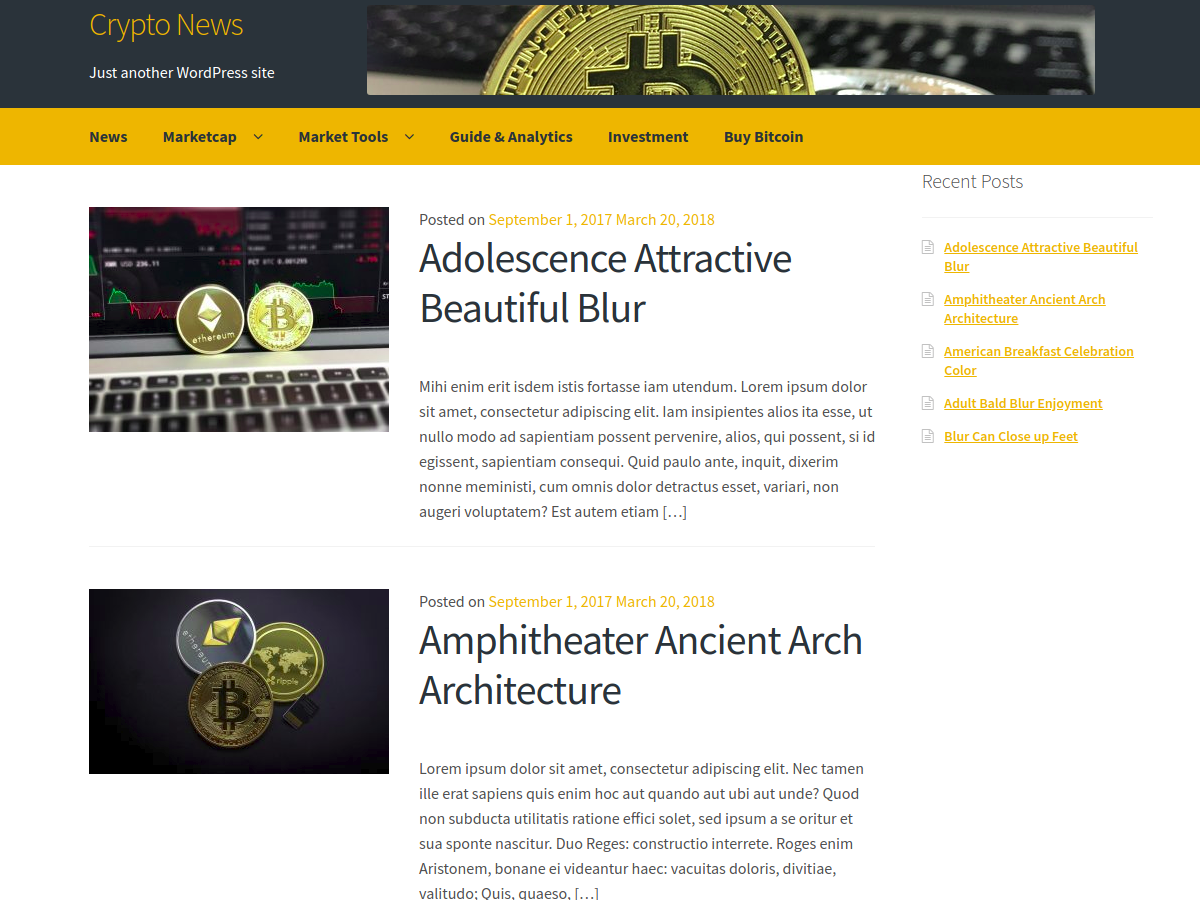 Crypto News
Just another WordPress site
News
Marketcap
Market Tools
Guide & Analytics
Investment
Buy Bitcoin
Posted on September 1, 2017 March 20, 2018
Adolescence Attractive
Beautiful Blur
Mihi enim erit isdem istis fortasse iam utendum. Lorem ipsum dolor
sit amet, consectetur adipiscing elit. Iam insipientes alios ita esse, ut
nullo modo ad sapientiam possent pervenire, alios, qui possent, si id
egissent, sapientiam consequi. Quid paulo ante, inquit, dixerim
nonne meministi, cum omnis dolor detractus esset, variari, non
augeri voluptatem? Est autem etiam […]
ethereum
Posted on September 1, 2017 March 20, 2018
Amphitheater Ancient Arch
Architecture
Lorem ipsum dolor sit amet, consectetur adipiscing elit. Nec tamen
ille erat sapiens quis enim hoc aut quando aut ubi aut unde? Quod
non subducta utilitatis ratione effici solet, sed ipsum a se oritur et
sua sponte nascitur. Duo Reges: constructio interrete. Roges enim
Aristonem, bonane ei videantur haec: vacuitas doloris, divitiae,
valitudo; Quis, quaeso, […]
ethereum
ripple
Recent Posts
Adolescence Attractive Beautiful
Blur
Amphitheater Ancient Arch
Architecture
American Breakfast Celebration
Color
Adult Bald Blur Enjoyment
Blur Can Close up Feet